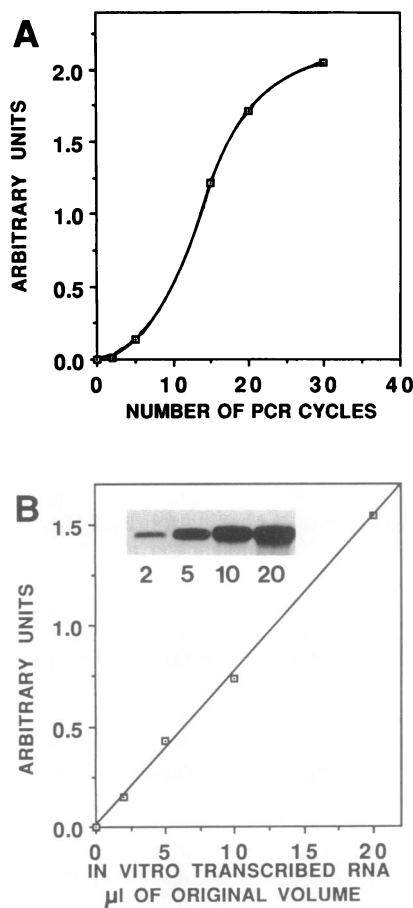 A
2.0
1.5
1.0
0.5
0.0
ARBITRARY UNITS
0 10 20 30 40
NUMBER OF PCR CYCLES
B
1.5
1.0
0.5
0.0
ARBITRARY UNITS
2 5 10 20
0 5 10 15 20
IN VITRO TRANSCRIBED RNA
µl OF ORIGINAL VOLUME